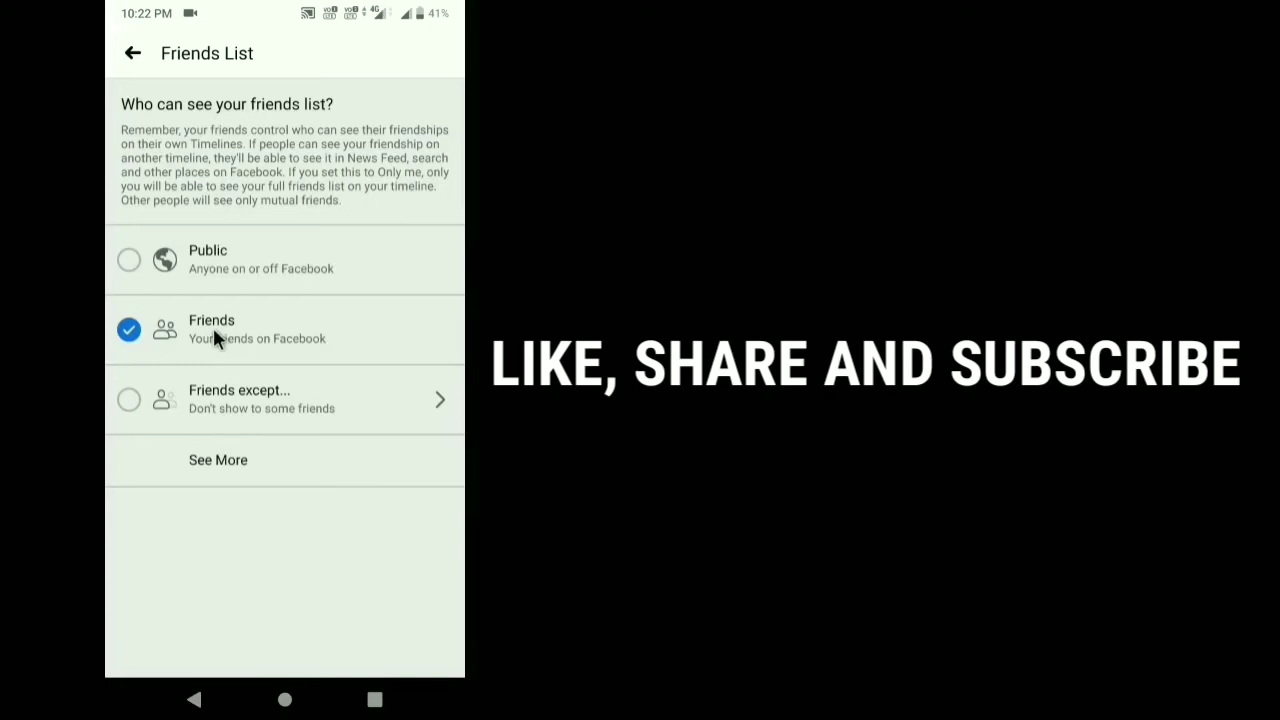 10:22 PM 4G 41%
Friends List
Who can see your friends list?
Remember, your friends control who can see their friendships
on their own Timelines. If people can see your friendship on
another timeline, they'll be able to see it in News Feed, search
and other places on Facebook. If you set this to Only me, only
you will be able to see your full friends list on your timeline.
Other people will see only mutual friends.
Public
Anyone on or off Facebook
Friends
Your friends on Facebook
Friends except...
Don't show to some friends
See More
LIKE, SHARE AND SUBSCRIBE